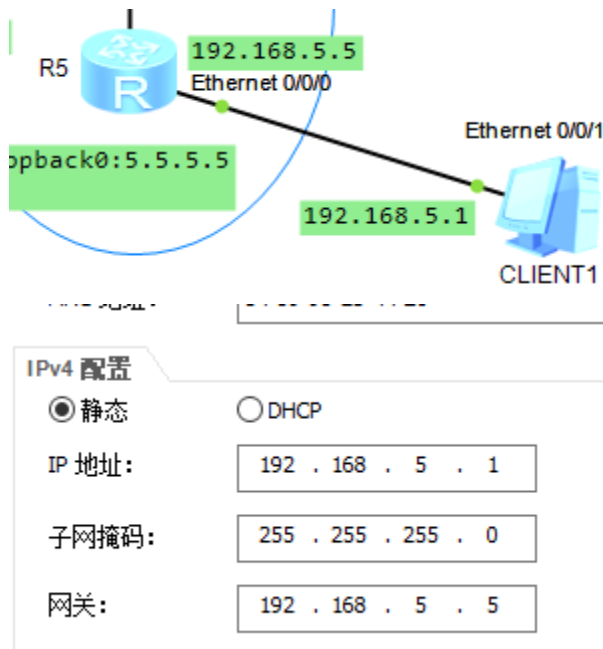 192.168.5.5
R5
Ethernet 0/0/0
R
Ethernet 0/0/1
opback0:5.5.5.5
192.168.5.1
CLIENT1
IPv4 配置
静态 DHCP
IP 地址: 192 . 168 . 5 . 1
子网掩码: 255 . 255 . 255 . 0
网关: 192 . 168 . 5 . 5